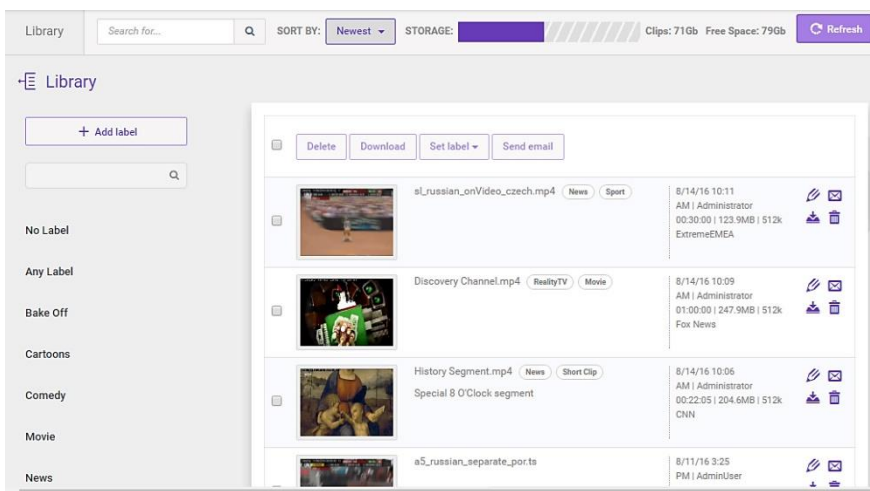 Library
Search for...
SORT BY: Newest
STORAGE:
Clips: 71Gb Free Space: 79Gb
Refresh
Library
+ Add label
Delete
Download
Set label
Send email
No Label
Any Label
Bake Off
Cartoons
Comedy
Movie
News
sl_russian_onVideo_czech.mp4 News Sport
8/14/16 10:11
AM | Administrator
00:30:00 | 123.9MB | 512k
ExtremeEMEA
Discovery Channel.mp4 RealityTV Movie
8/14/16 10:09
AM | Administrator
01:00:00 | 247.9MB | 512k
Fox News
History Segment.mp4 News Short Clip
Special 8 O'Clock segment
8/14/16 10:06
AM | Administrator
00:22:05 | 204.6MB | 512k
CNN
a5_russian_separate_por.ts
8/11/16 3:25
PM | AdminUser